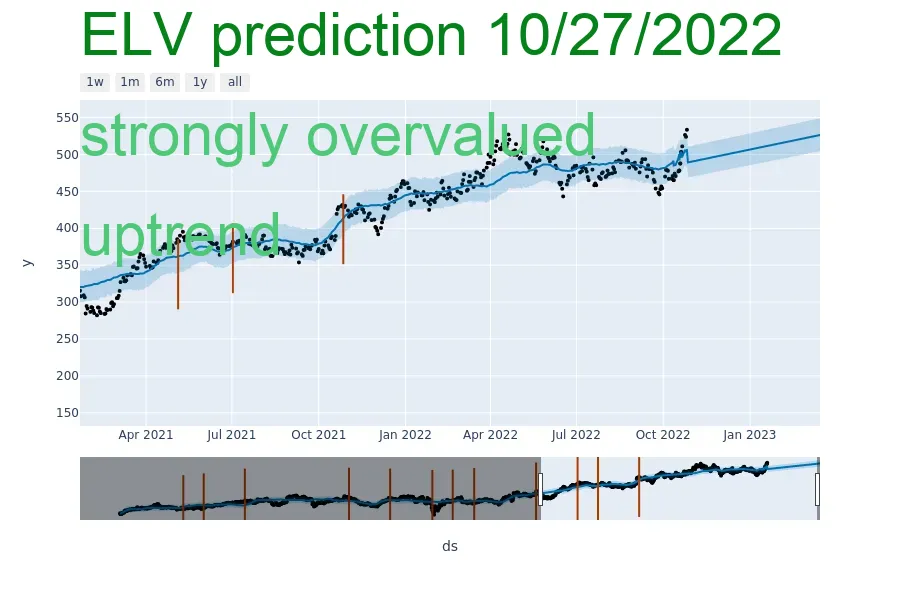 ELV prediction 10/27/2022
1w 1m 6m 1y all
strongly overvalued
uptrend
550
500
450
400
350
300
250
200
150
y
Apr 2021 Jul 2021 Oct 2021 Jan 2022 Apr 2022 Jul 2022 Oct 2022 Jan 2023
ds